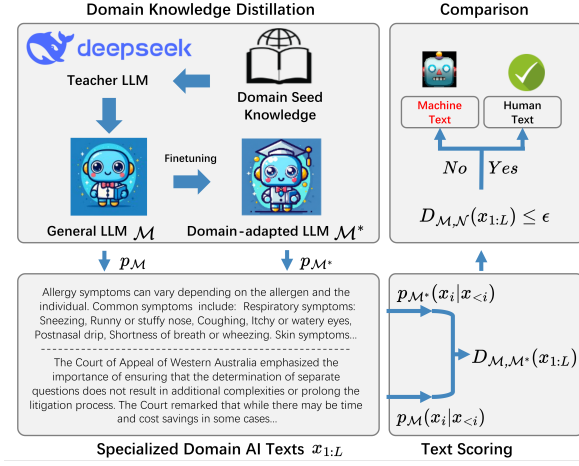 Domain Knowledge Distillation
deepseek
Teacher LLM
Domain Seed
Knowledge
Finetuning
General LLM ℳ
Domain-adapted LLM ℳ*
p_ℳ
p_ℳ*
Allergy symptoms can vary depending on the allergen and the
individual. Common symptoms include: Respiratory symptoms:
Sneezing, Runny or stuffy nose, Coughing, Itchy or watery eyes,
Postnasal drip, Shortness of breath or wheezing. Skin symptoms...
The Court of Appeal of Western Australia emphasized the
importance of ensuring that the determination of separate
questions does not result in additional complexities or prolong the
litigation process. The Court remarked that while there may be time
and cost savings in some cases...
Specialized Domain AI Texts x_{1:L}
Comparison
Machine
Text
Human
Text
No
Yes
D_{ℳ,𝒩}(x_{1:L}) ≤ ϵ
p_ℳ*(x_i|x_{<i})
D_{ℳ,ℳ*}(x_{1:L})
p_ℳ(x_i|x_{<i})
Text Scoring